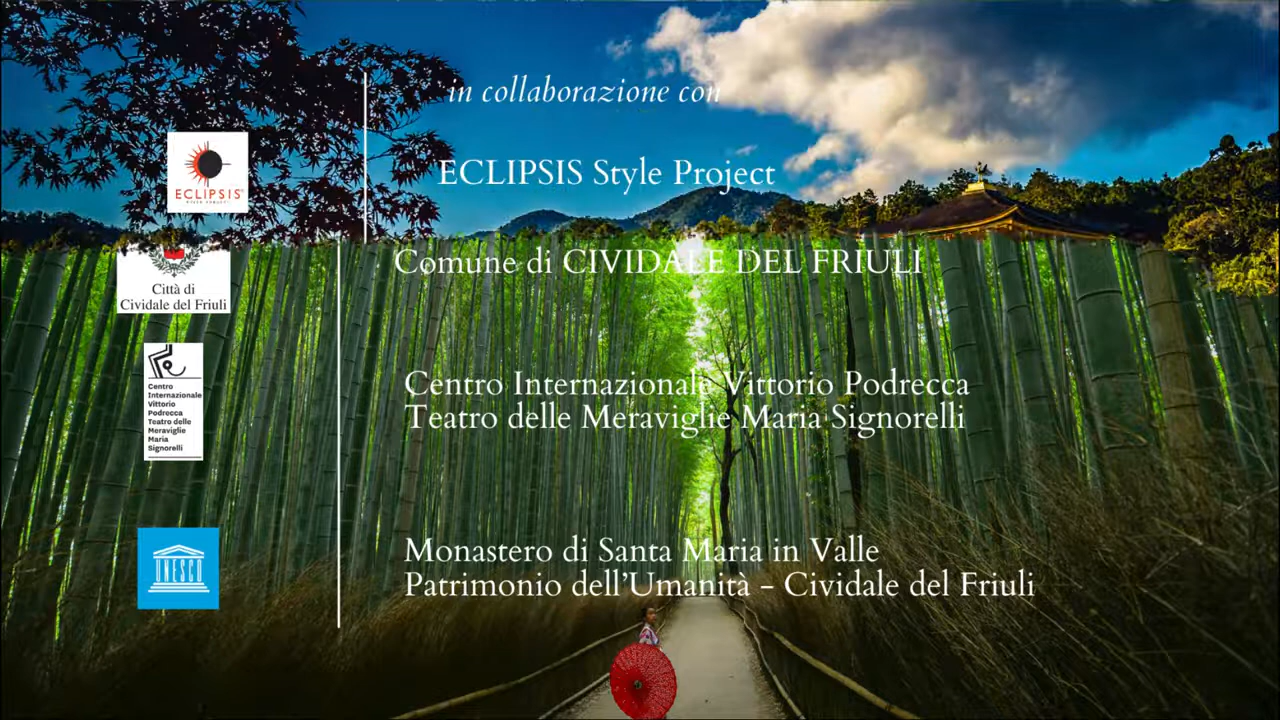 in collaborazione con
ECLIPSIS
ECLIPSIS Style Project
Comune di CIVIDALE DEL FRIULI
Città di
Cividale del Friuli
Centro Internazionale Vittorio Podrecca
Teatro delle Meraviglie Maria Signorelli
Centro
Internazionale
Vittorio
Podrecca
Teatro delle
Meraviglie
Maria
Signorelli
UNESCO
Monastero di Santa Maria in Valle
Patrimonio dell'Umanità - Cividale del Friuli